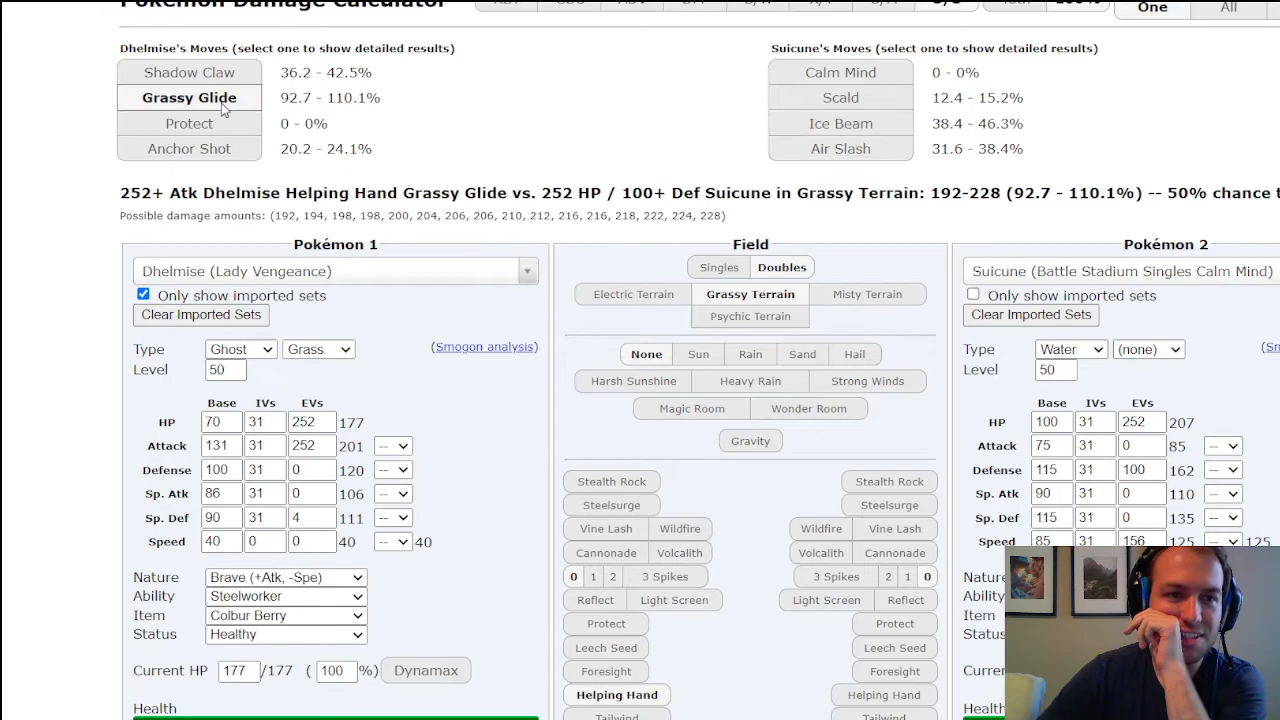 Pokémon Damage Calculator
One All
Dhelmise's Moves (select one to show detailed results)
Shadow Claw 36.2 - 42.5%
Grassy Glide 92.7 - 110.1%
Protect 0 - 0%
Anchor Shot 20.2 - 24.1%
Suicune's Moves (select one to show detailed results)
Calm Mind 0 - 0%
Scald 12.4 - 15.2%
Ice Beam 38.4 - 46.3%
Air Slash 31.6 - 38.4%
252+ Atk Dhelmise Helping Hand Grassy Glide vs. 252 HP / 100+ Def Suicune in Grassy Terrain: 192-228 (92.7 - 110.1%) -- 50% chance t
Possible damage amounts: (192, 194, 198, 198, 200, 204, 206, 206, 210, 212, 216, 216, 218, 222, 224, 228)
Pokémon 1
Dhelmise (Lady Vengeance)
Only show imported sets
Clear Imported Sets
Type Ghost Grass (Smogon analysis)
Level 50
Base IVs EVs
HP 70 31 252 177
Attack 131 31 252 201 --
Defense 100 31 0 120 --
Sp. Atk 86 31 0 106 --
Sp. Def 90 31 4 111 --
Speed 40 0 0 40 -- 40
Nature Brave (+Atk, -Spe)
Ability Steelworker
Item Colbur Berry
Status Healthy
Current HP 177 /177 ( 100 %) Dynamax
Health
Field
Singles Doubles
Electric Terrain Grassy Terrain Misty Terrain
Psychic Terrain
None Sun Rain Sand Hail
Harsh Sunshine Heavy Rain Strong Winds
Magic Room Wonder Room
Gravity
Stealth Rock Stealth Rock
Steelsurge Steelsurge
Vine Lash Wildfire Wildfire Vine Lash
Cannonade Volcalith Volcalith Cannonade
0 1 2 3 Spikes 3 Spikes 2 1 0
Reflect Light Screen Light Screen Reflect
Protect Protect
Leech Seed Leech Seed
Foresight Foresight
Helping Hand Helping Hand
Tailwind Tailwind
Pokémon 2
Suicune (Battle Stadium Singles Calm Mind)
Only show imported sets
Clear Imported Sets
Type Water (none) (Sm
Level 50
Base IVs EVs
HP 100 31 252 207
Attack 75 31 0 85 --
Defense 115 31 100 162 --
Sp. Atk 90 31 0 110 --
Sp. Def 115 31 0 135 --
Speed 85 31 156 125 -- 125
Nature
Ability
Item
Status
Curre
Health